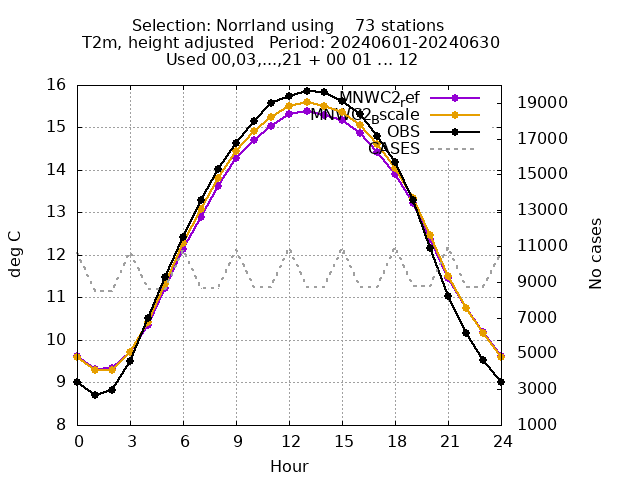 Selection: Norrland using    73 stations
T2m, height adjusted   Period: 20240601-20240630
Used 00,03,...,21 + 00 01 ... 12
16
15
14
13
12
11
10
9
8
19000
17000
15000
13000
11000
9000
7000
5000
3000
1000
0 3 6 9 12 15 18 21 24
deg C
No cases
Hour
MNWC2_ref
MNWC2_Bscale
OBS
CASES